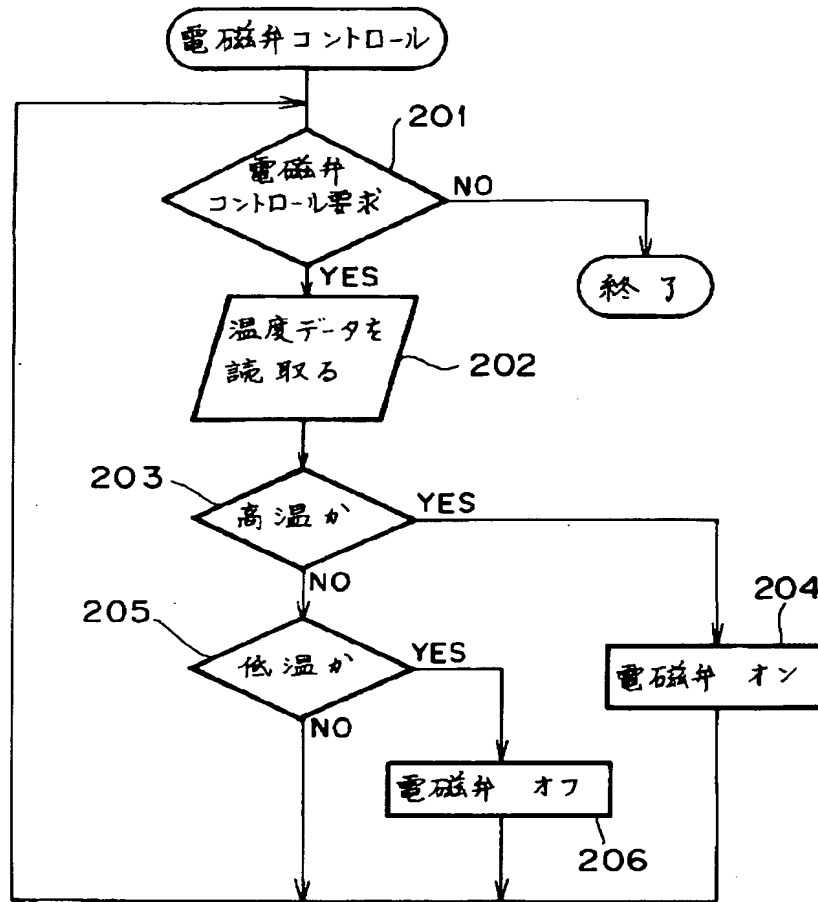 電磁弁コントロール
201
電磁弁
コントロール要求
NO
YES
終了
温度データを
読取る
202
203
高温か
YES
NO
204
205
低温か
YES
電磁弁 オン
NO
電磁弁 オフ
206